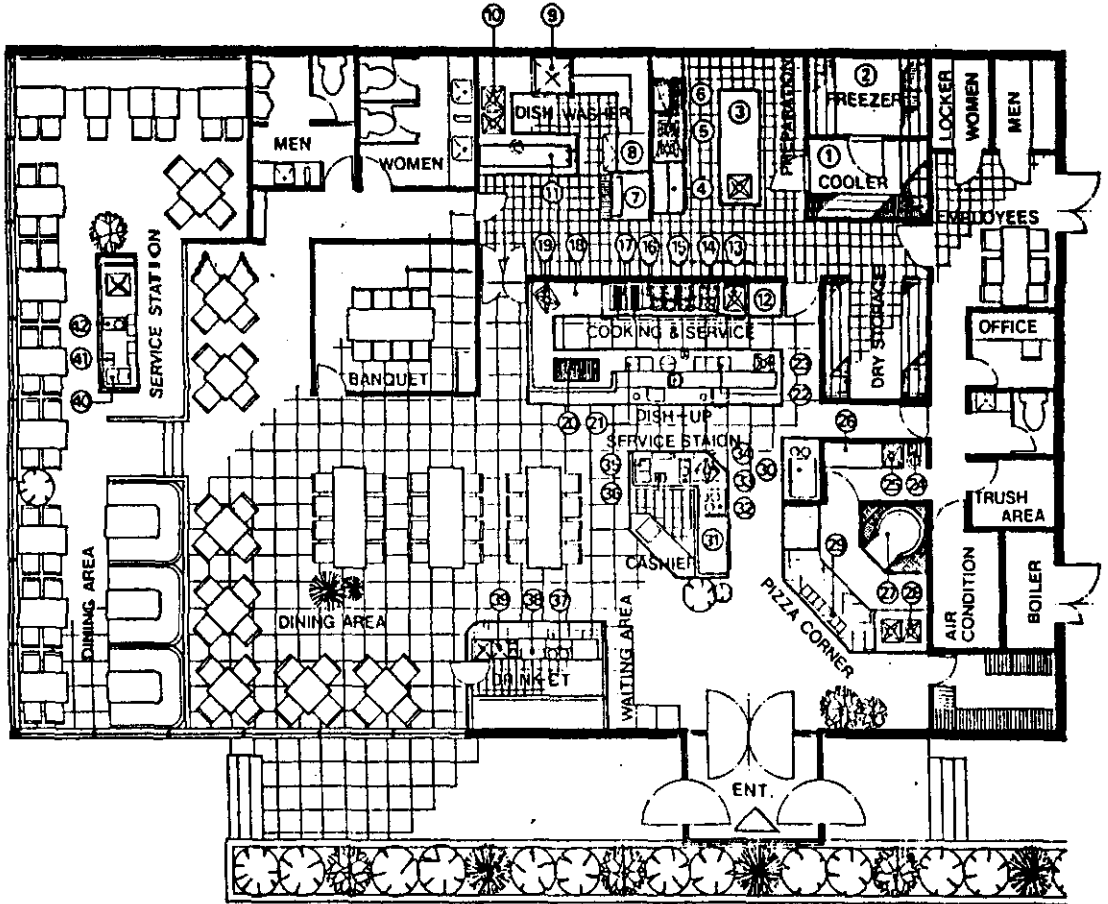 10
9
MEN
WOMEN
DISH WASHER
8
7
11
6
5
4
3
PREPARATION
2
FREEZER
1
COOLER
LOCKER
WOMEN
MEN
EMPLOYEES
SERVICE STATION
42
41
40
BANQUET
19
18
17
16
15
14
13
12
COOKING & SERVICE
23
22
DISH-UP
20
21
DRY STORAGE
OFFICE
SERVICE STAION
26
35
36
34
33
32
30
31
CASHIER
25
24
TRUSH
AREA
29
27
28
PIZZA CORNER
AIR
CONDITION
BOILER
DINING AREA
DINING AREA
39
38
37
DRINK CT
WAITING AREA
ENT.